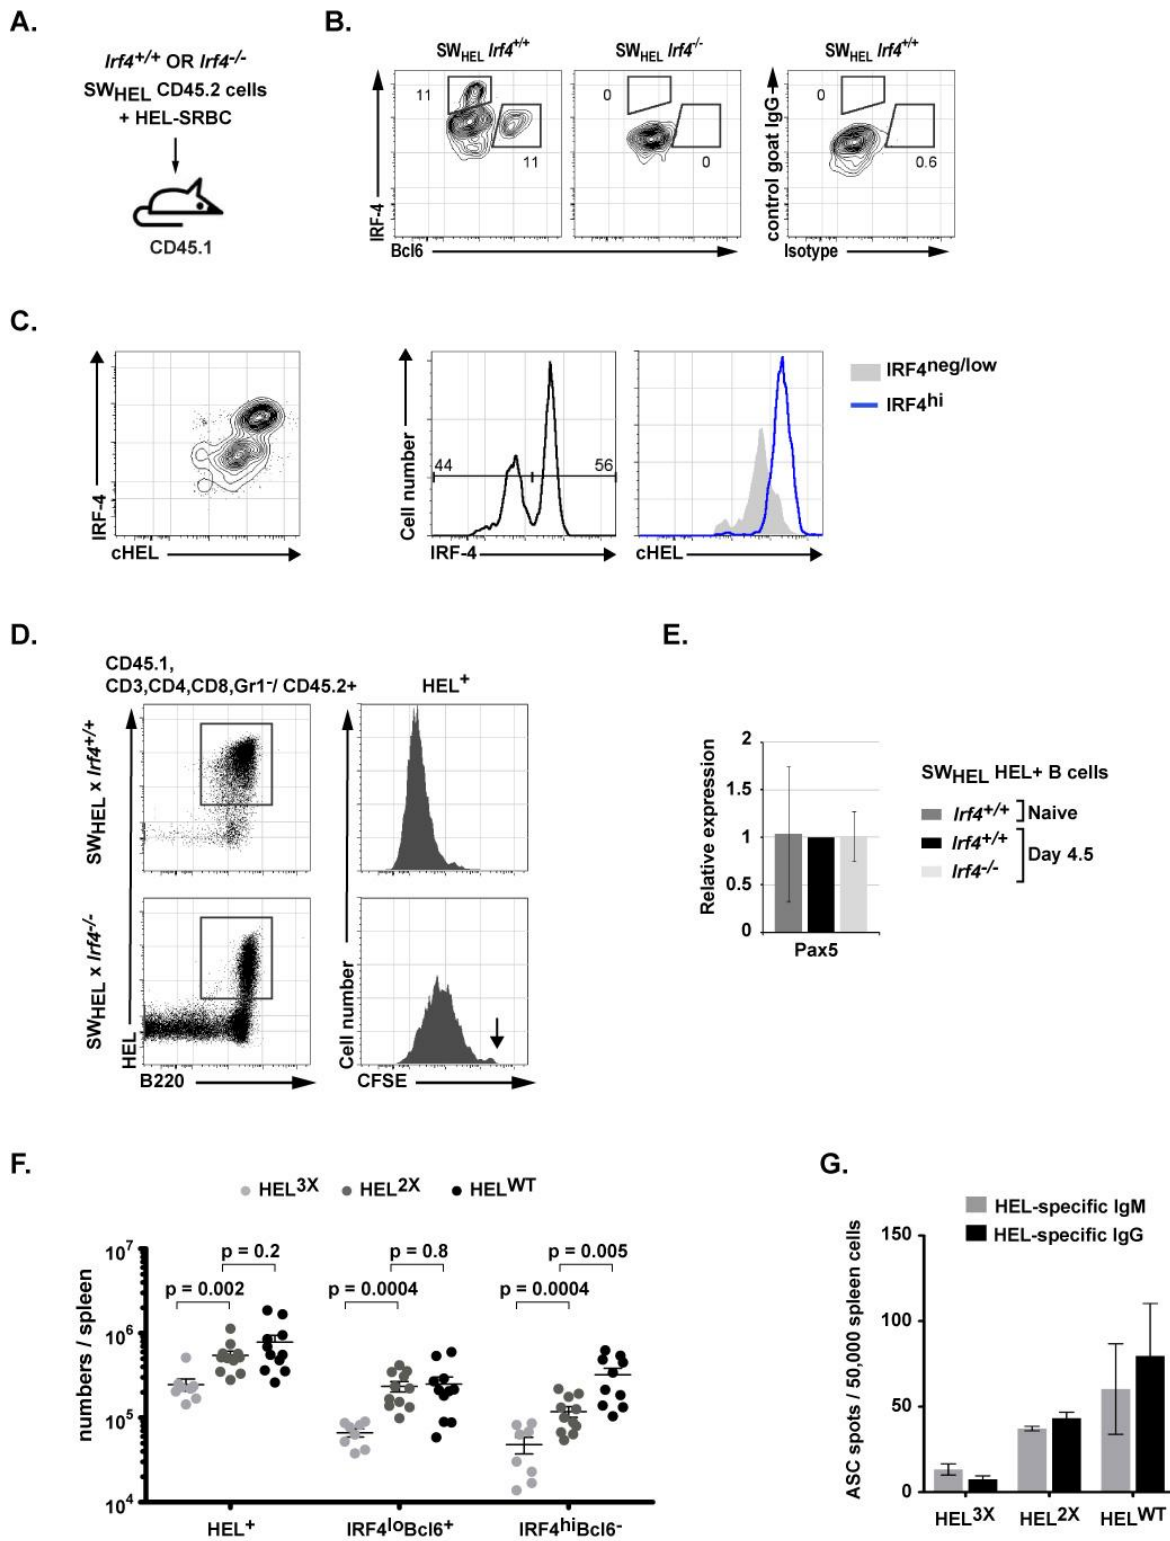 A.
Irf4+/+ OR Irf4-/-
SWHEL CD45.2 cells
+ HEL-SRBC
CD45.1
B.
SWHEL Irf4+/+
SWHEL Irf4-/-
SWHEL Irf4+/+
11
11
0
0
0
0.6
IRF-4
Bcl6
control goat IgG
Isotype
C.
IRF-4
cHEL
Cell number
44
56
IRF-4
cHEL
IRF4neg/low
IRF4hi
D.
CD45.1,
CD3,CD4,CD8,Gr1-/ CD45.2+
HEL+
SWHEL x Irf4+/+
SWHEL x Irf4-/-
HEL
B220
Cell number
CFSE
E.
Relative expression
2
1.5
1
0.5
0
Pax5
SWHEL HEL+ B cells
Irf4+/+ Naive
Irf4+/+
Day 4.5
Irf4-/-
F.
HEL3X HEL2X HELWT
numbers / spleen
10^7
10^6
10^5
10^4
p = 0.2
p = 0.002
p = 0.8
p = 0.0004
p = 0.005
p = 0.0004
HEL+
IRF4loBcl6+
IRF4hiBcl6-
G.
HEL-specific IgM
HEL-specific IgG
ASC spots / 50,000 spleen cells
150
100
50
0
HEL3X
HEL2X
HELWT